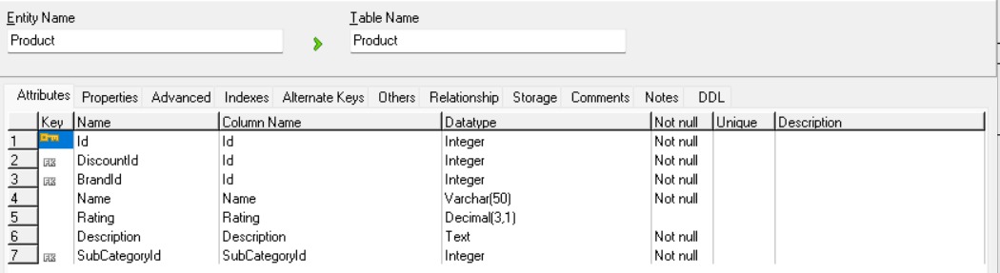 Entity Name Table Name
Product Product
Attributes Properties Advanced Indexes Alternate Keys Others Relationship Storage Comments Notes DDL
Key Name Column Name Datatype Not null Unique Description
1 Id Id Integer Not null
2 FK DiscountId Id Integer Not null
3 FK BrandId Id Integer Not null
4 Name Name Varchar(50) Not null
5 Rating Rating Decimal(3,1)
6 Description Description Text Not null
7 FK SubCategoryId SubCategoryId Integer Not null